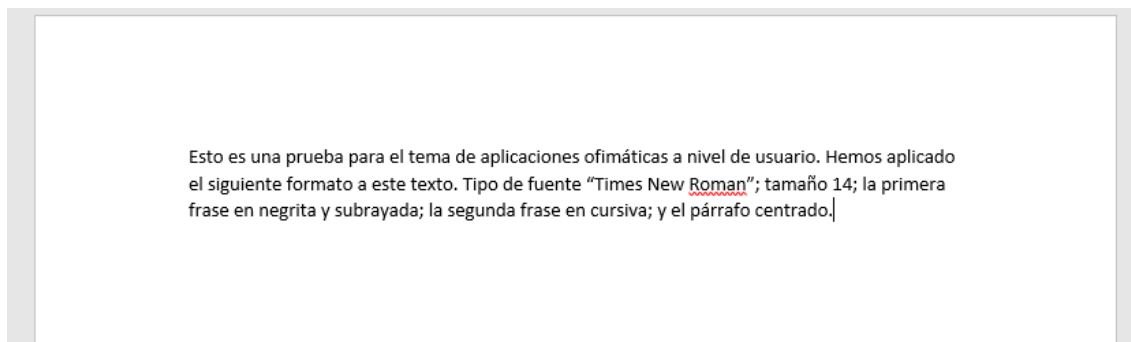 Esto es una prueba para el tema de aplicaciones ofimáticas a nivel de usuario. Hemos aplicado
el siguiente formato a este texto. Tipo de fuente “Times New Roman”; tamaño 14; la primera
frase en negrita y subrayada; la segunda frase en cursiva; y el párrafo centrado.